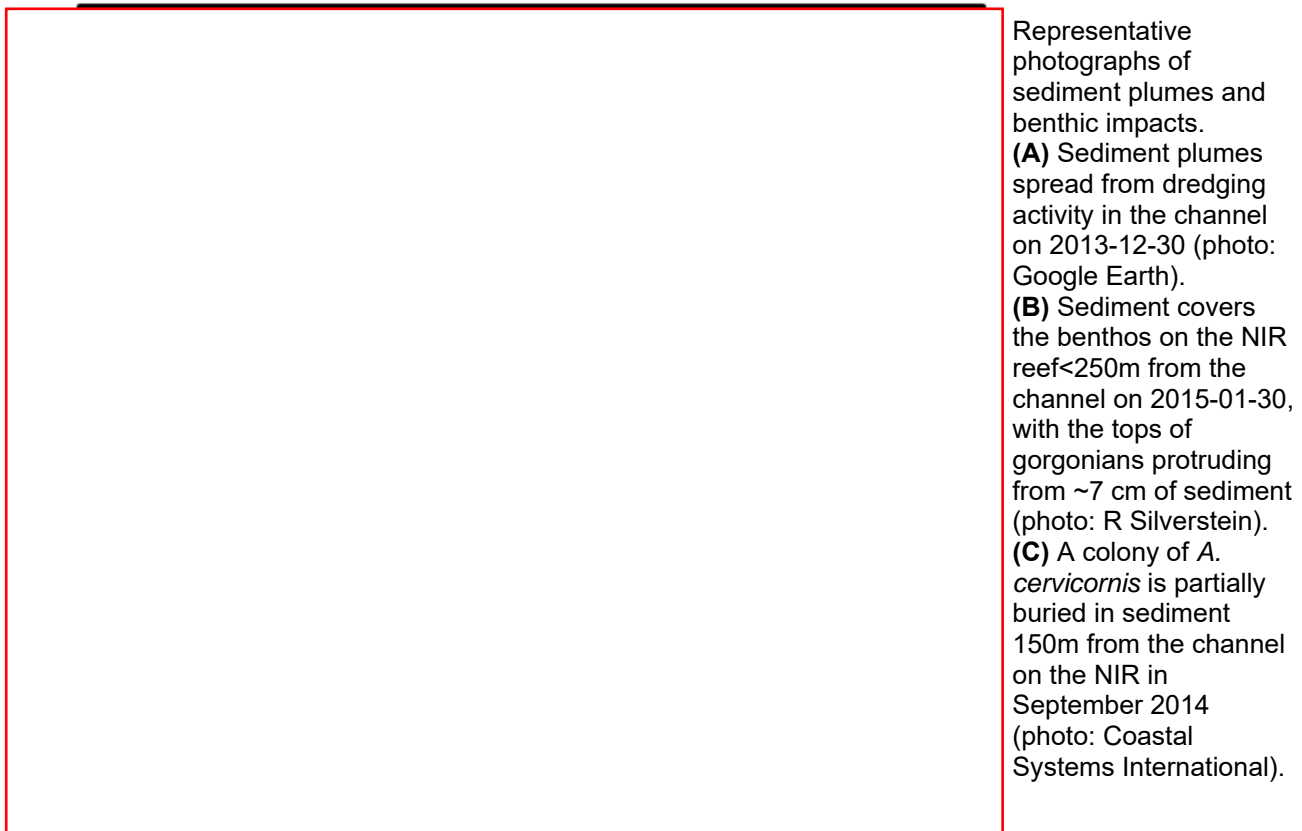 Representative
photographs of
sediment plumes and
benthic impacts.
(A) Sediment plumes
spread from dredging
activity in the channel
on 2013-12-30 (photo:
Google Earth).
(B) Sediment covers
the benthos on the NIR
reef<250m from the
channel on 2015-01-30,
with the tops of
gorgonians protruding
from ~7 cm of sediment
(photo: R Silverstein).
(C) A colony of A.
cervicornis is partially
buried in sediment
150m from the channel
on the NIR in
September 2014
(photo: Coastal
Systems International).